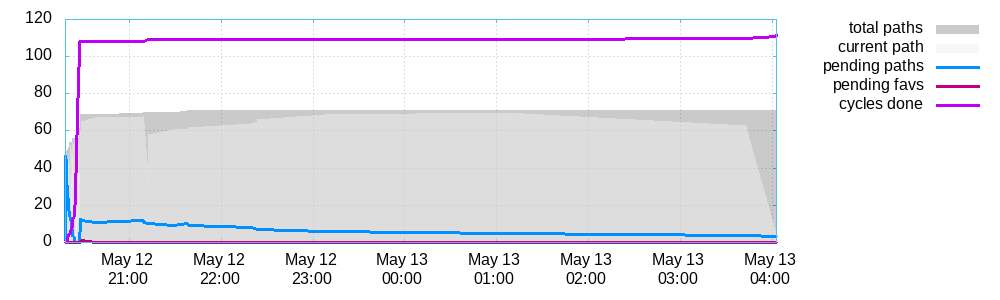 120
100
80
60
40
20
0
May 12 May 12 May 12 May 13 May 13 May 13 May 13 May 13
21:00 22:00 23:00 00:00 01:00 02:00 03:00 04:00
total paths
current path
pending paths
pending favs
cycles done